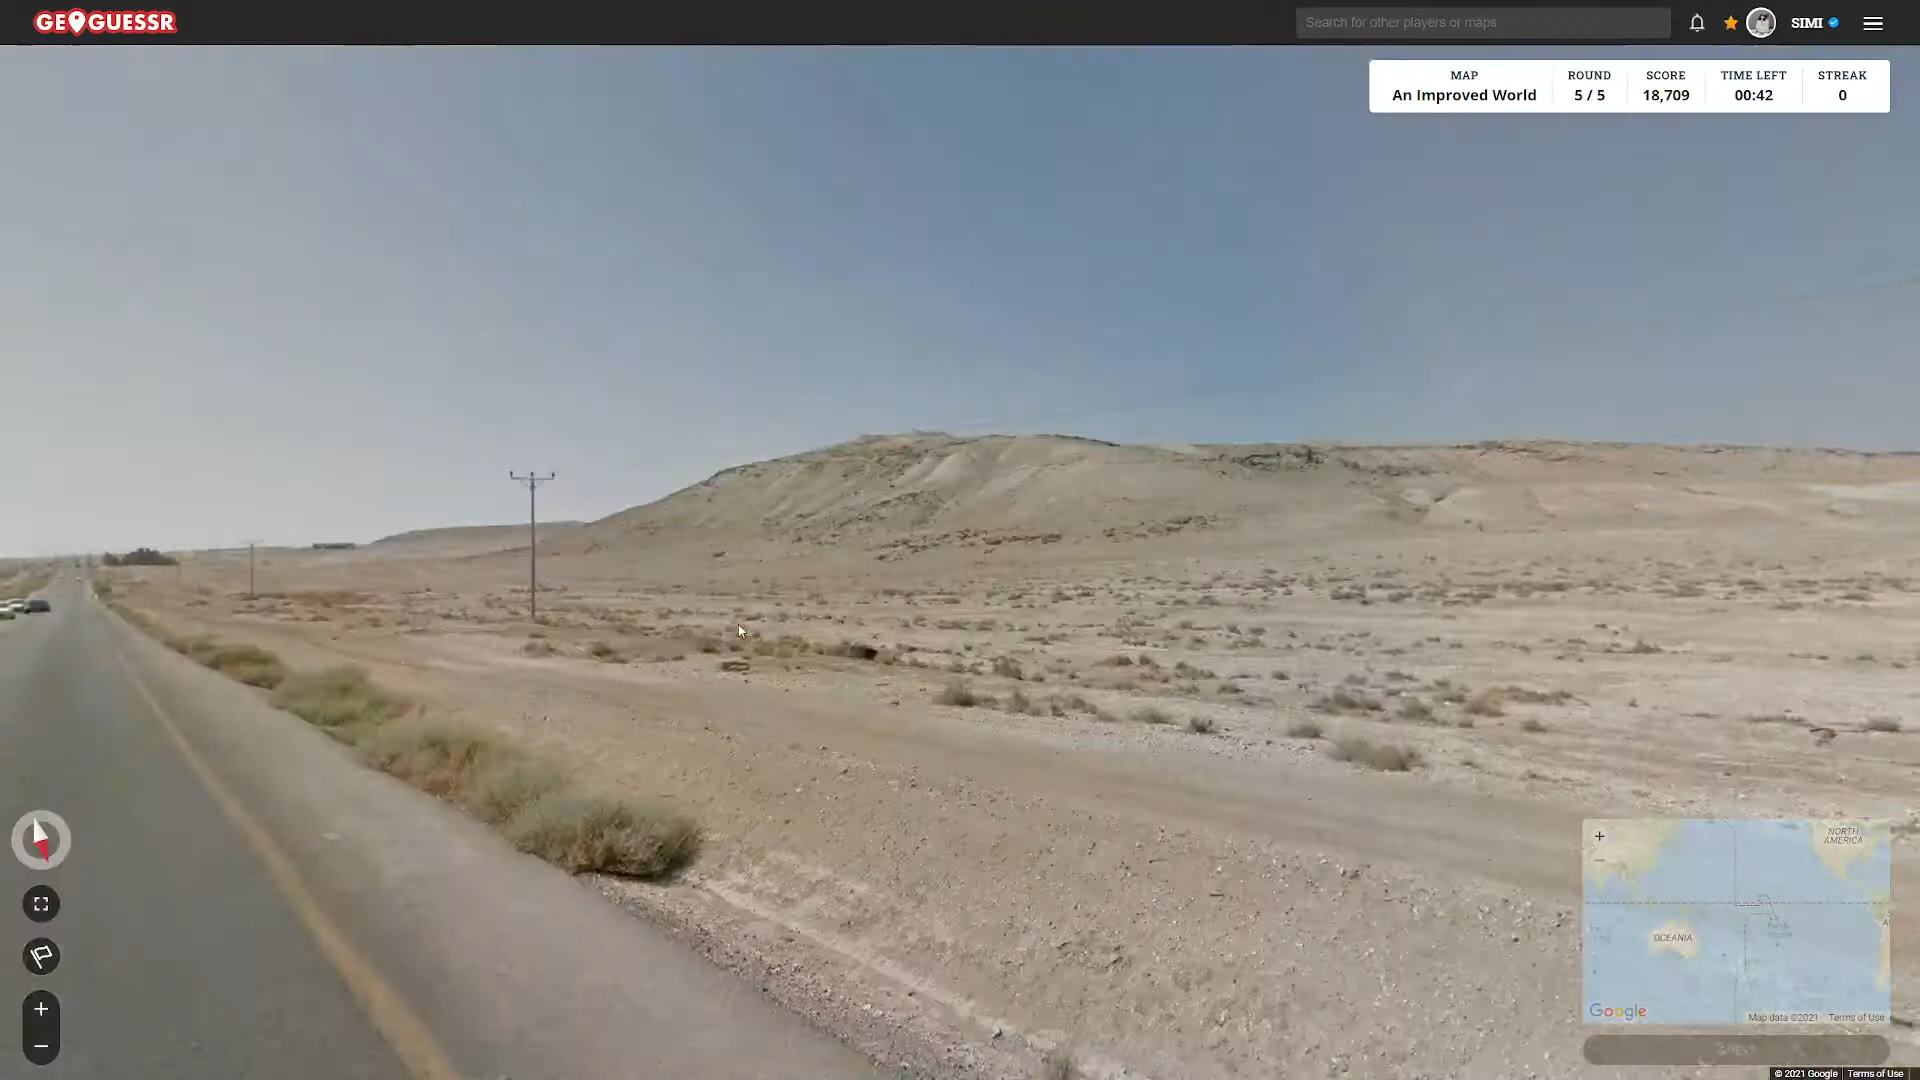 GEOGUESSR
Search for other players or maps
SIMI
MAP
An Improved World
ROUND
5 / 5
SCORE
18,709
TIME LEFT
00:42
STREAK
0
NORTH
AMERICA
OCEANIA
Google
Map data ©2021
Terms of Use
© 2021 Google
Terms of Use